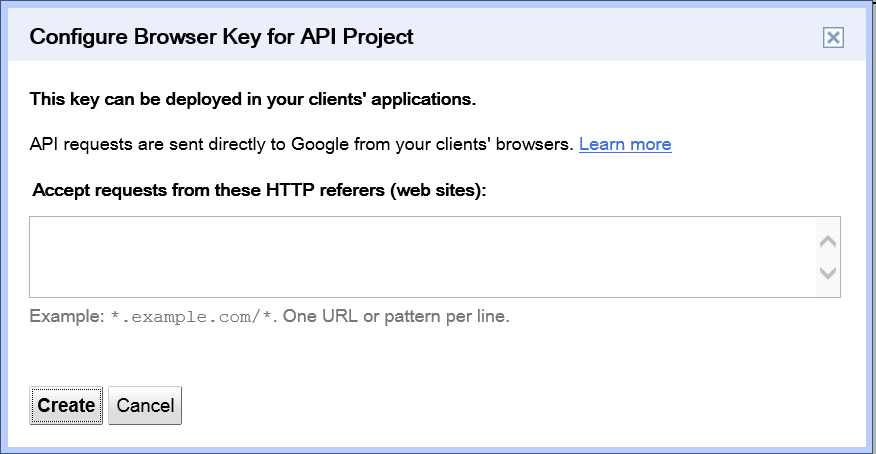 Configure Browser Key for API Project
This key can be deployed in your clients' applications.
API requests are sent directly to Google from your clients' browsers. Learn more
Accept requests from these HTTP referers (web sites):
Example: *.example.com/*. One URL or pattern per line.
Create Cancel